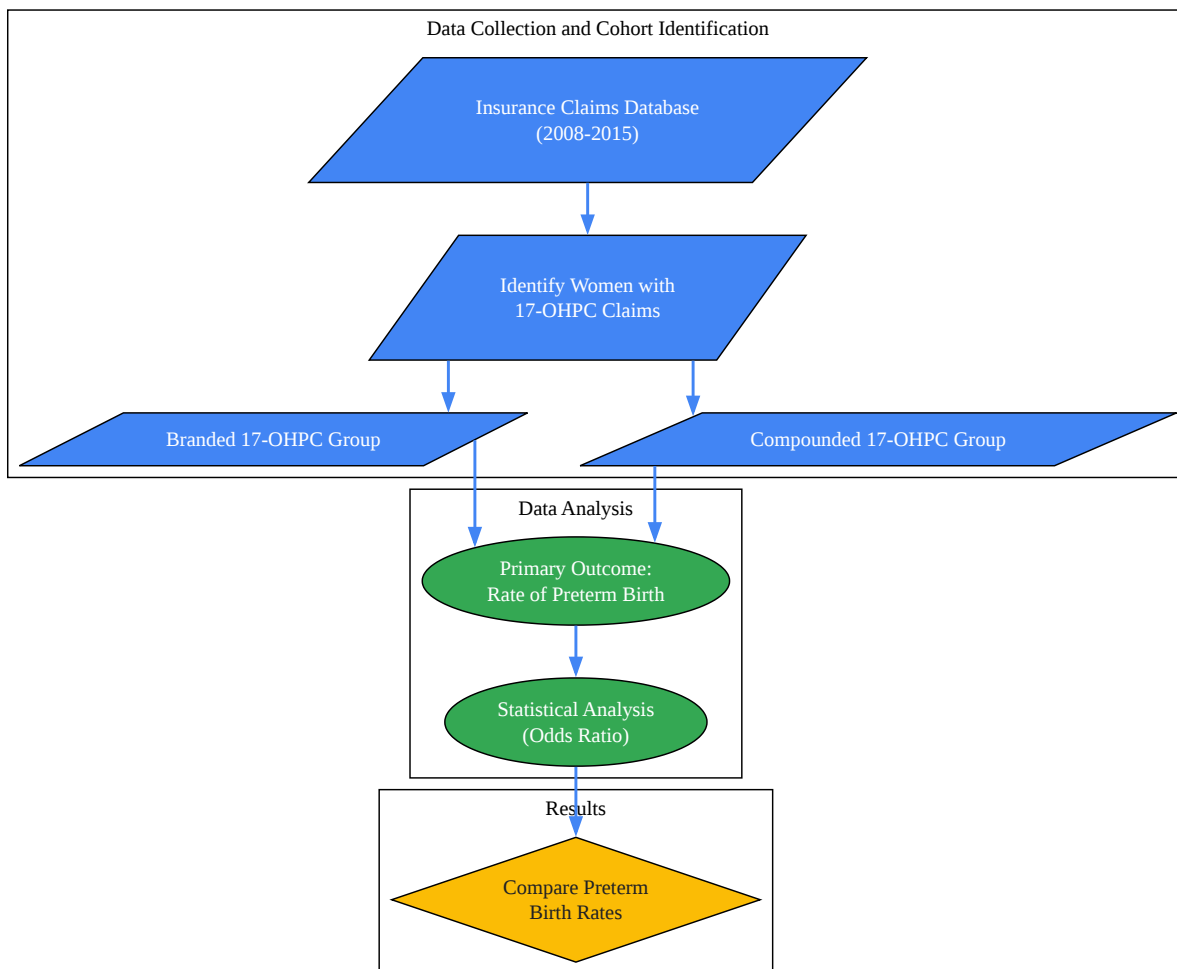 Data Collection and Cohort Identification
Insurance Claims Database
(2008-2015)
Identify Women with
17-OHPC Claims
Branded 17-OHPC Group
Compounded 17-OHPC Group
Data Analysis
Primary Outcome:
Rate of Preterm Birth
Statistical Analysis
(Odds Ratio)
Results
Compare Preterm
Birth Rates